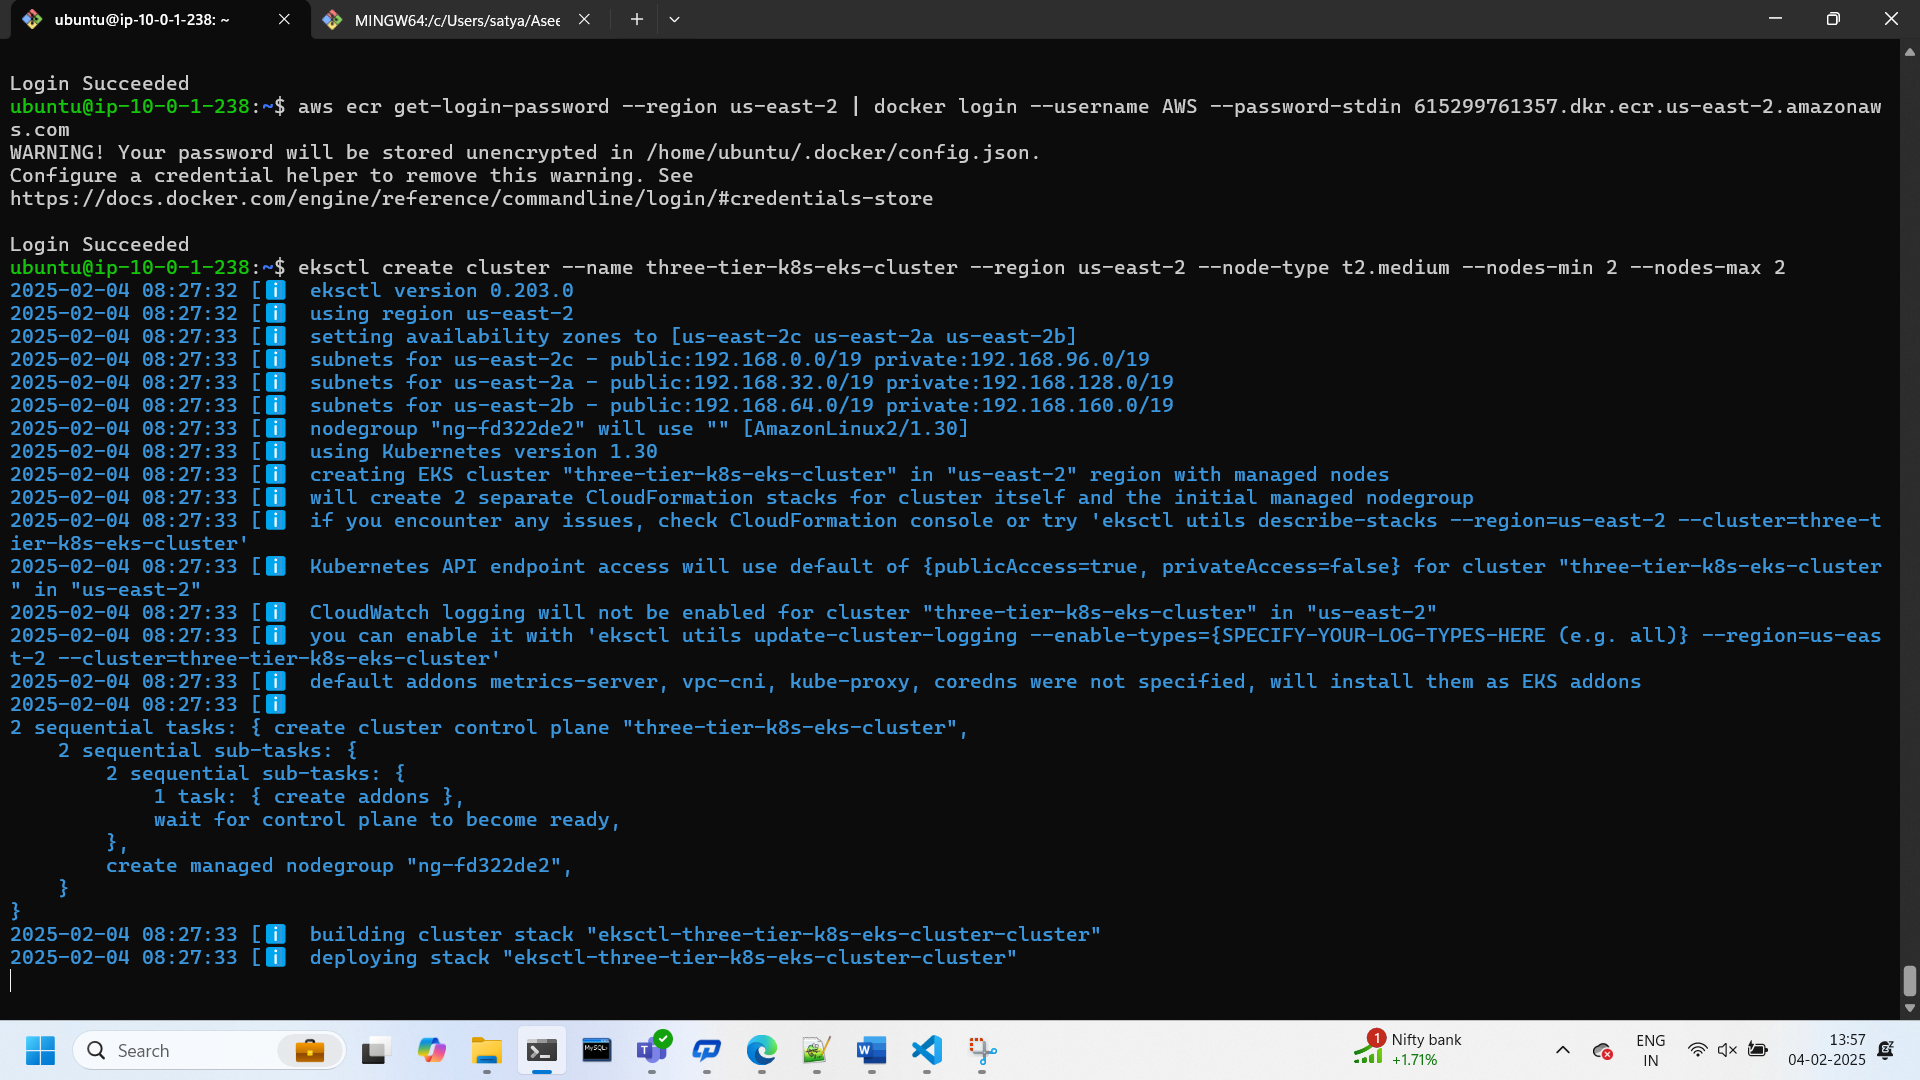 ubuntu@ip-10-0-1-238: ~
MINGW64:/c/Users/satya/Asee
Login Succeeded
ubuntu@ip-10-0-1-238:~$ aws ecr get-login-password --region us-east-2 | docker login --username AWS --password-stdin 615299761357.dkr.ecr.us-east-2.amazonaw
s.com
WARNING! Your password will be stored unencrypted in /home/ubuntu/.docker/config.json.
Configure a credential helper to remove this warning. See
https://docs.docker.com/engine/reference/commandline/login/#credentials-store
Login Succeeded
ubuntu@ip-10-0-1-238:~$ eksctl create cluster --name three-tier-k8s-eks-cluster --region us-east-2 --node-type t2.medium --nodes-min 2 --nodes-max 2
2025-02-04 08:27:32 [ℹ]  eksctl version 0.203.0
2025-02-04 08:27:32 [ℹ]  using region us-east-2
2025-02-04 08:27:33 [ℹ]  setting availability zones to [us-east-2c us-east-2a us-east-2b]
2025-02-04 08:27:33 [ℹ]  subnets for us-east-2c - public:192.168.0.0/19 private:192.168.96.0/19
2025-02-04 08:27:33 [ℹ]  subnets for us-east-2a - public:192.168.32.0/19 private:192.168.128.0/19
2025-02-04 08:27:33 [ℹ]  subnets for us-east-2b - public:192.168.64.0/19 private:192.168.160.0/19
2025-02-04 08:27:33 [ℹ]  nodegroup "ng-fd322de2" will use "" [AmazonLinux2/1.30]
2025-02-04 08:27:33 [ℹ]  using Kubernetes version 1.30
2025-02-04 08:27:33 [ℹ]  creating EKS cluster "three-tier-k8s-eks-cluster" in "us-east-2" region with managed nodes
2025-02-04 08:27:33 [ℹ]  will create 2 separate CloudFormation stacks for cluster itself and the initial managed nodegroup
2025-02-04 08:27:33 [ℹ]  if you encounter any issues, check CloudFormation console or try 'eksctl utils describe-stacks --region=us-east-2 --cluster=three-t
ier-k8s-eks-cluster'
2025-02-04 08:27:33 [ℹ]  Kubernetes API endpoint access will use default of {publicAccess=true, privateAccess=false} for cluster "three-tier-k8s-eks-cluster
" in "us-east-2"
2025-02-04 08:27:33 [ℹ]  CloudWatch logging will not be enabled for cluster "three-tier-k8s-eks-cluster" in "us-east-2"
2025-02-04 08:27:33 [ℹ]  you can enable it with 'eksctl utils update-cluster-logging --enable-types={SPECIFY-YOUR-LOG-TYPES-HERE (e.g. all)} --region=us-eas
t-2 --cluster=three-tier-k8s-eks-cluster'
2025-02-04 08:27:33 [ℹ]  default addons metrics-server, vpc-cni, kube-proxy, coredns were not specified, will install them as EKS addons
2025-02-04 08:27:33 [ℹ]
2 sequential tasks: { create cluster control plane "three-tier-k8s-eks-cluster",
    2 sequential sub-tasks: {
        2 sequential sub-tasks: {
            1 task: { create addons },
            wait for control plane to become ready,
        },
        create managed nodegroup "ng-fd322de2",
    }
}
2025-02-04 08:27:33 [ℹ]  building cluster stack "eksctl-three-tier-k8s-eks-cluster-cluster"
2025-02-04 08:27:33 [ℹ]  deploying stack "eksctl-three-tier-k8s-eks-cluster-cluster"
Search
MySQL
1
Nifty bank
+1.71%
ENG
IN
13:57
04-02-2025